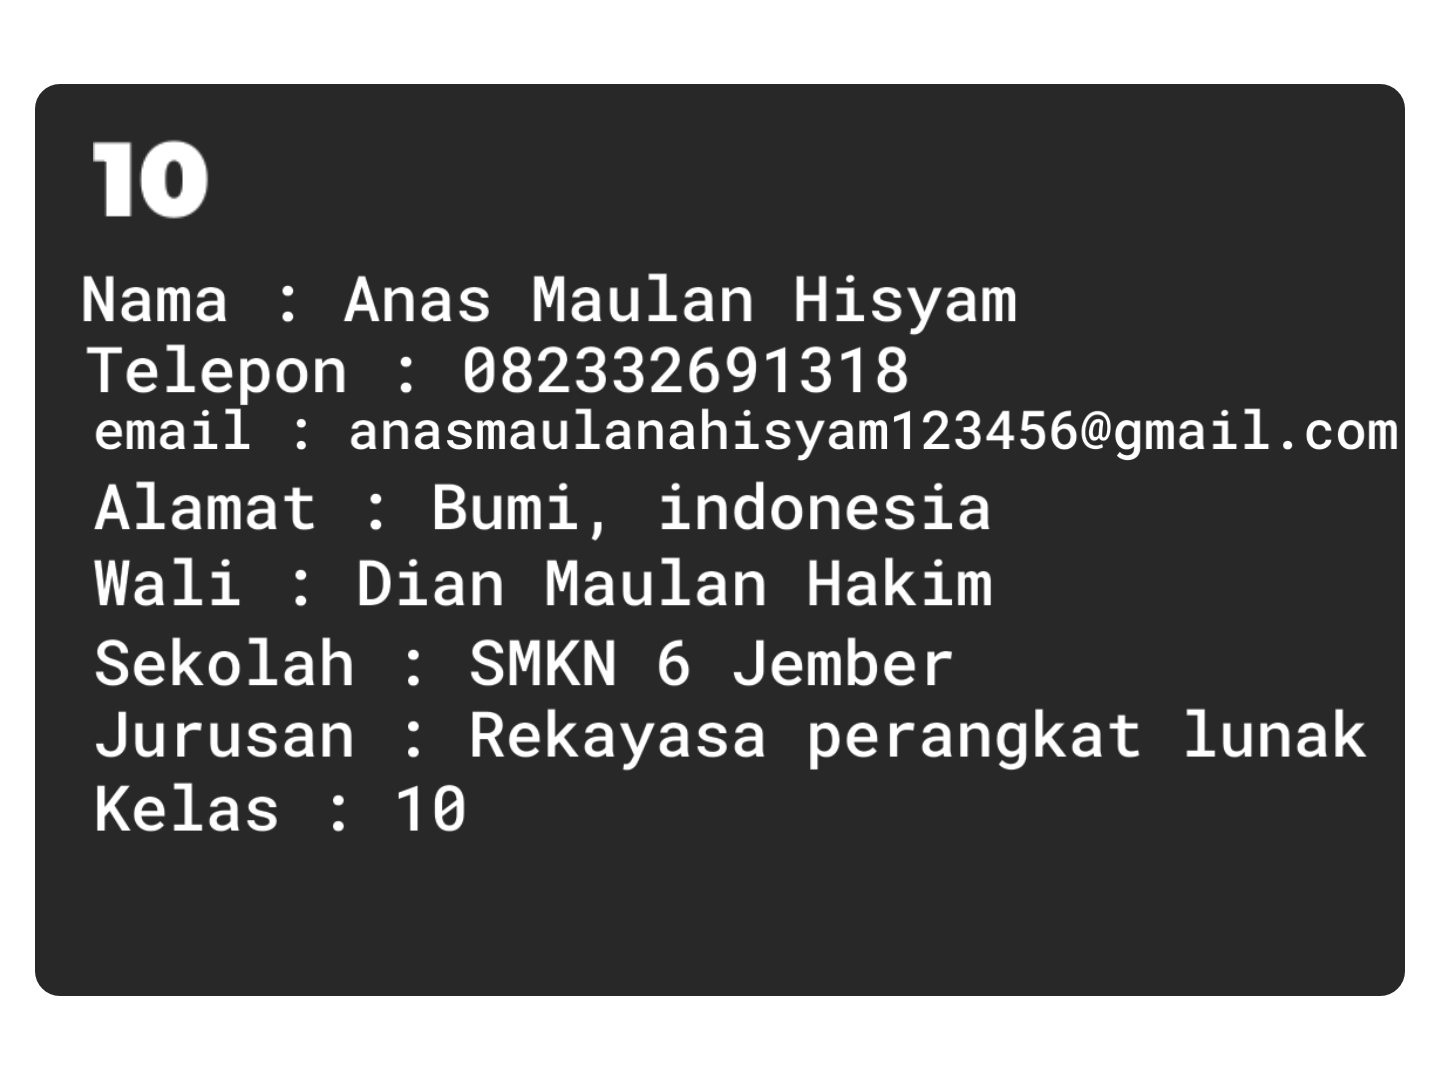 10
Nama : Anas Maulan Hisyam
Telepon : 082332691318
email : anasmaulanahisyam123456@gmail.com
Alamat : Bumi, indonesia
Wali : Dian Maulan Hakim
Sekolah : SMKN 6 Jember
Jurusan : Rekayasa perangkat lunak
Kelas : 10